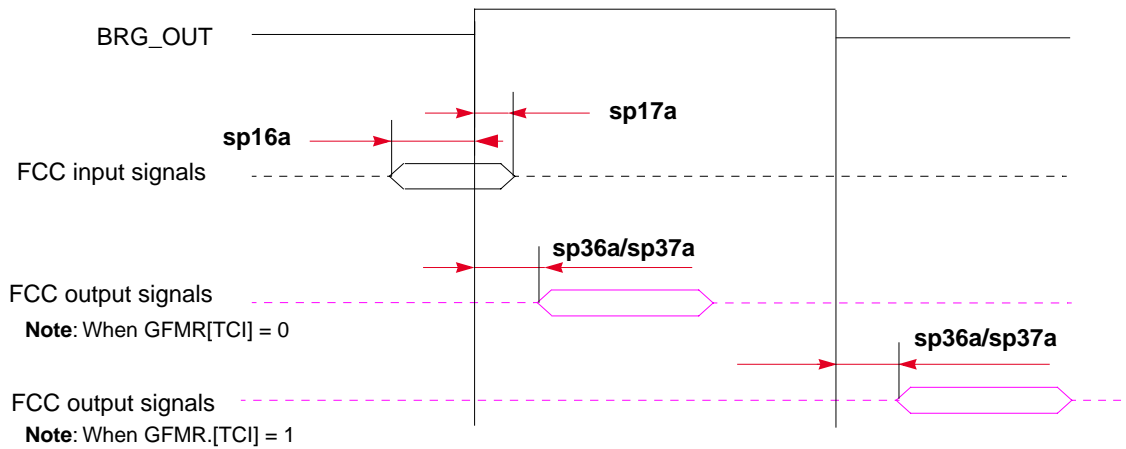 BRG_OUT
sp17a
sp16a
FCC input signals
sp36a/sp37a
FCC output signals
Note: When GFMR[TCI] = 0
sp36a/sp37a
FCC output signals
Note: When GFMR.[TCI] = 1